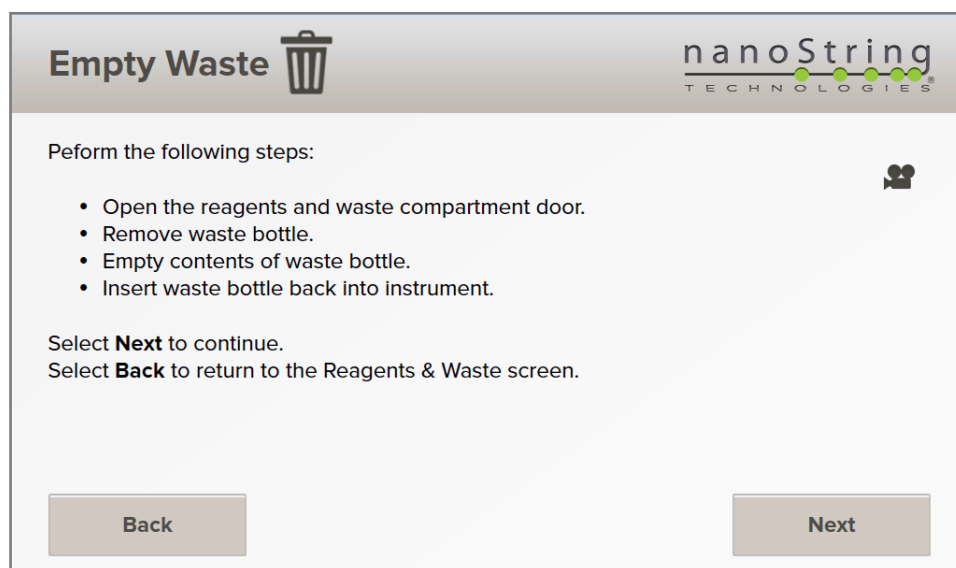 Empty Waste
nanoString
TECHNOLOGIES®
Peform the following steps:
• Open the reagents and waste compartment door.
• Remove waste bottle.
• Empty contents of waste bottle.
• Insert waste bottle back into instrument.
Select Next to continue.
Select Back to return to the Reagents & Waste screen.
Back
Next